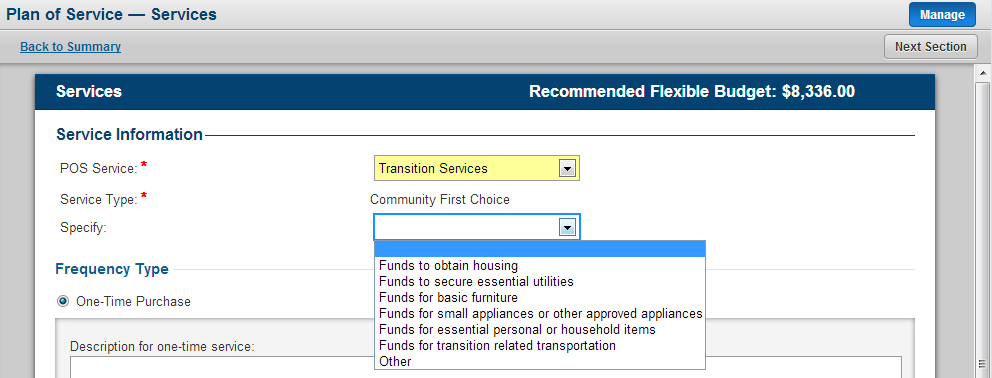 Plan of Service — Services
Manage
Back to Summary
Next Section
Services
Recommended Flexible Budget: $8,336.00
Service Information
POS Service: *
Transition Services
Service Type: *
Community First Choice
Specify:
Funds to obtain housing
Funds to secure essential utilities
Funds for basic furniture
Funds for small appliances or other approved appliances
Funds for essential personal or household items
Funds for transition related transportation
Other
Frequency Type
One-Time Purchase
Description for one-time service: